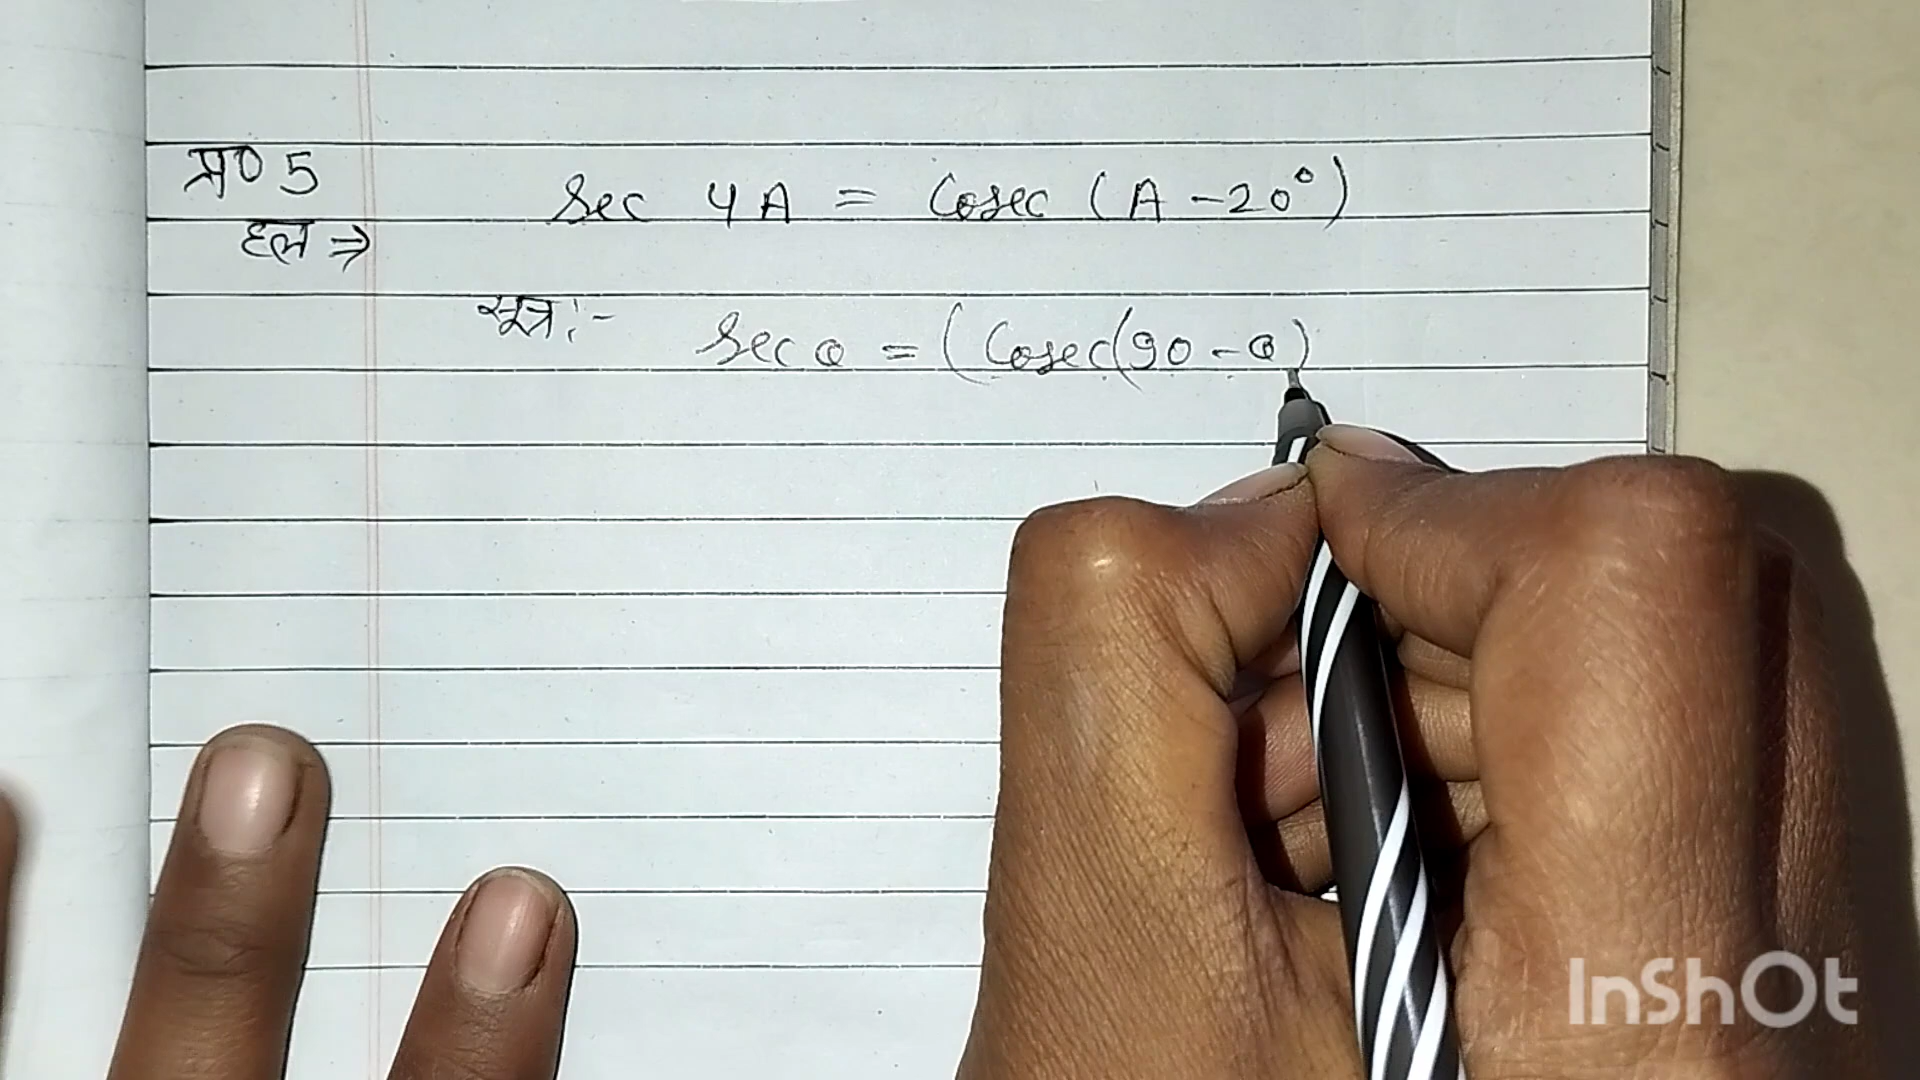 प्र० 5 sec 4A = Cosec (A - 20°)
हल ⇒
सूत्र :- sec θ = (Cosec(90 - θ)
InShOt